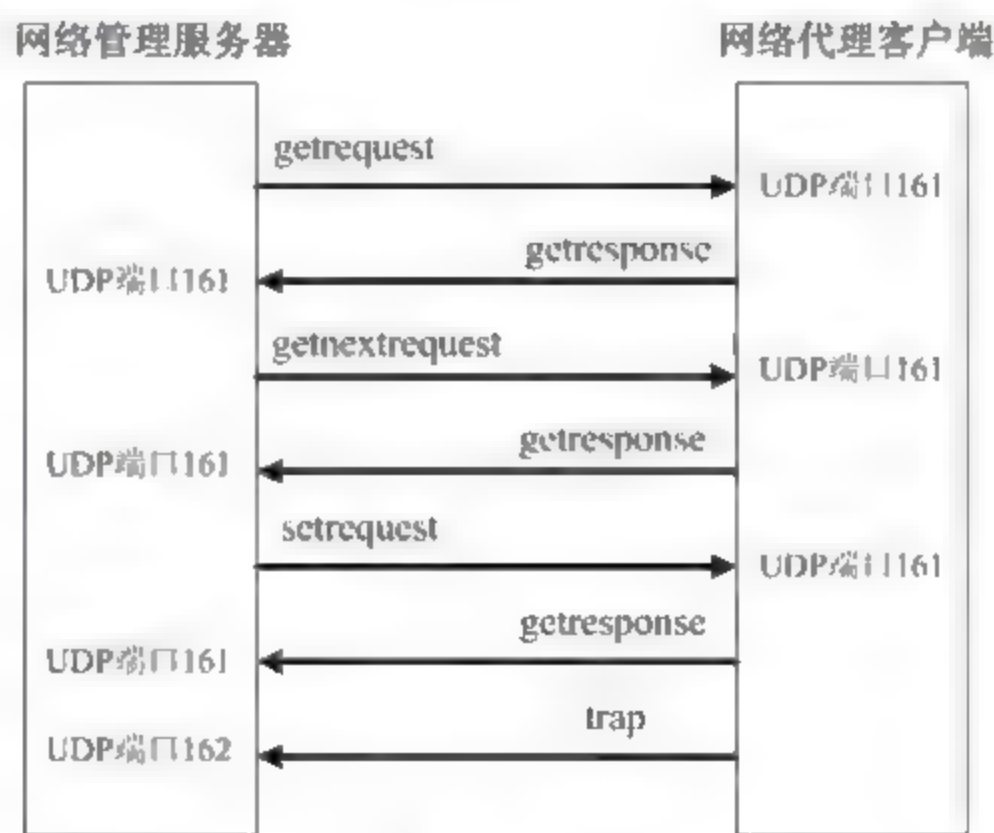 网络管理服务器
网络代理客户端
getrequest
UDP端口161
getresponse
UDP端口161
getnextrequest
UDP端口161
getresponse
UDP端口161
setrequest
UDP端口161
getresponse
UDP端口161
trap
UDP端口162